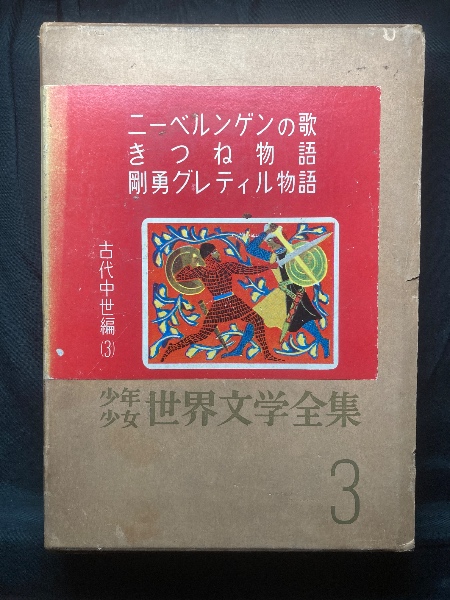 ニーベルンゲンの歌
きつね物語
剛勇グレティル物語
古代中世編(3)
少年少女世界文学全集
3